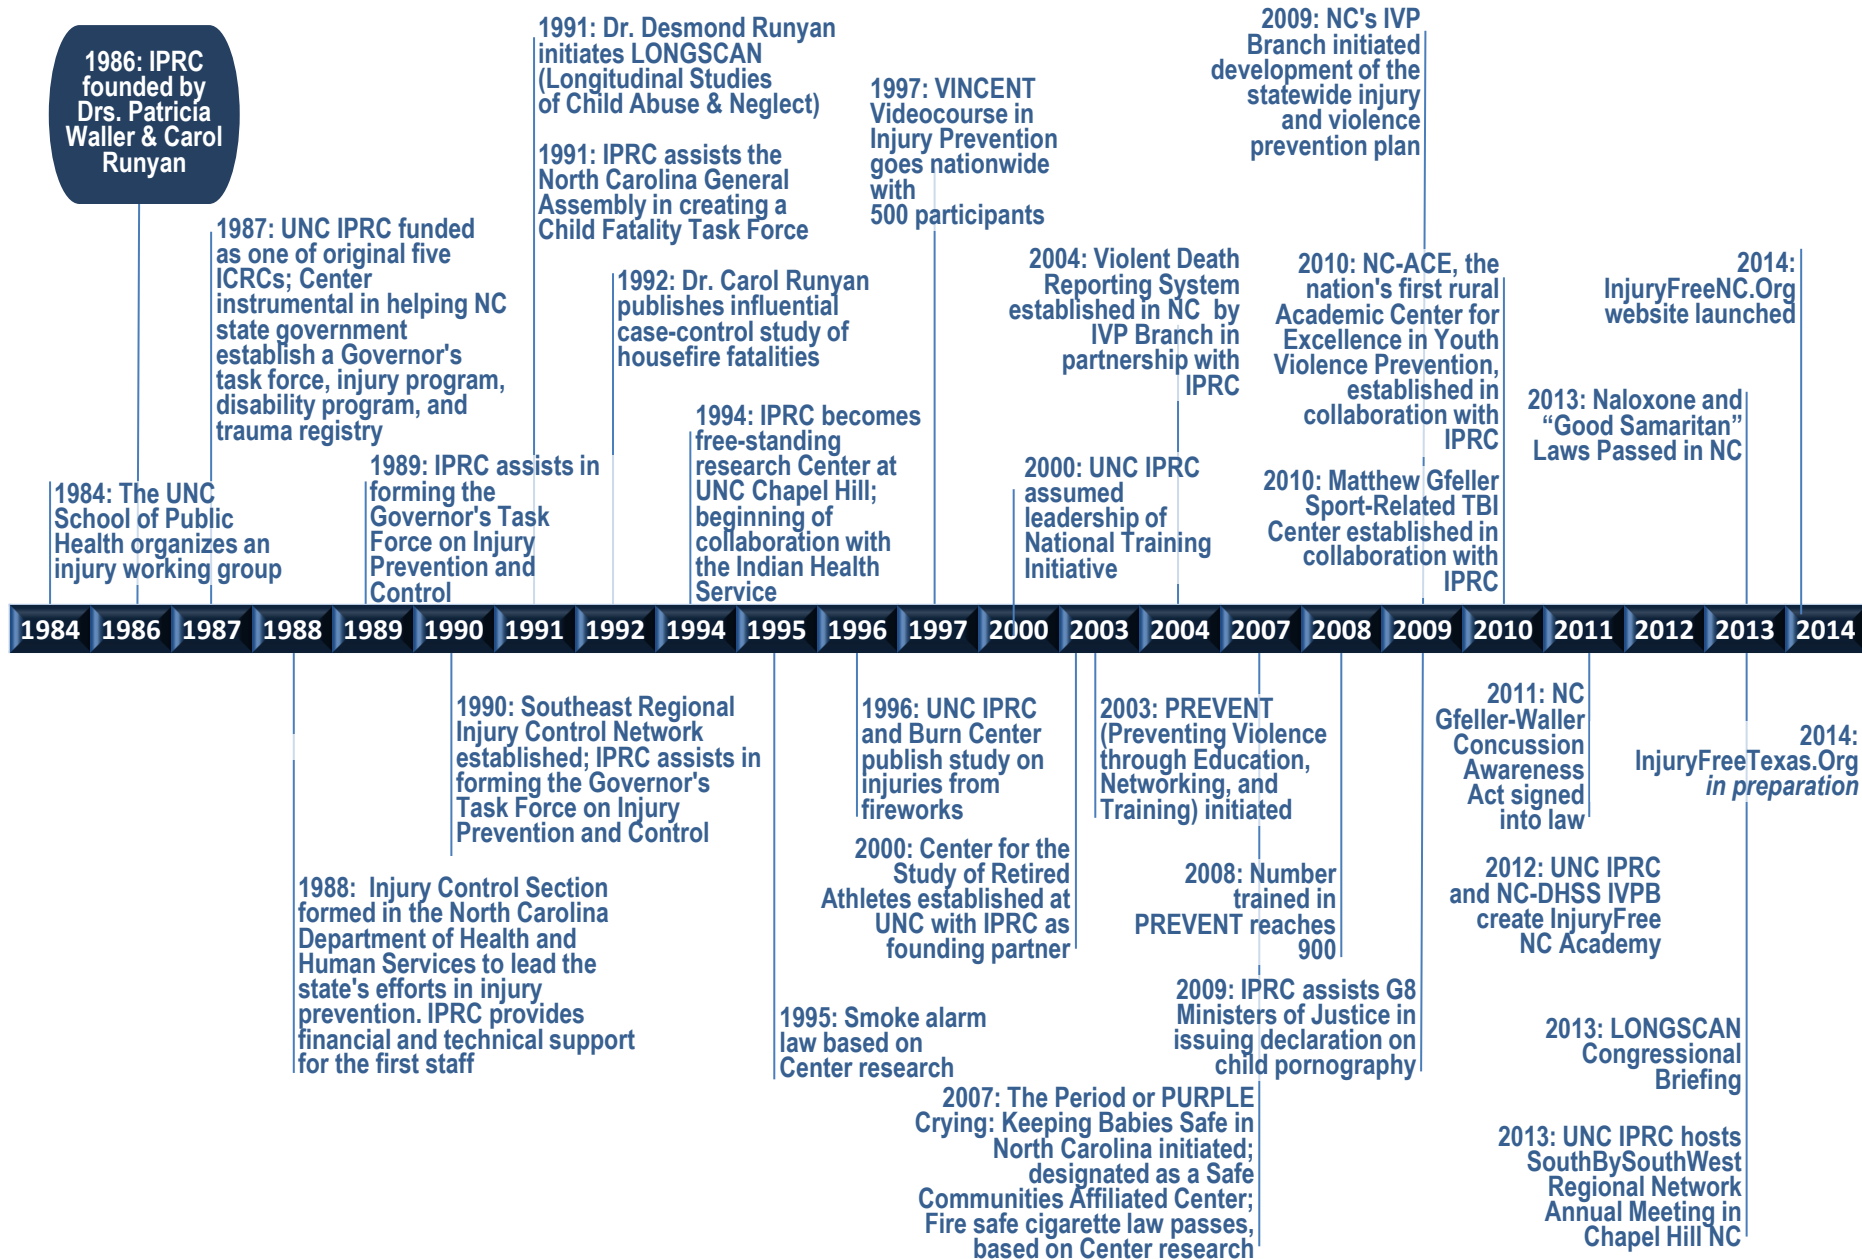 1986: IPRC
founded by
Drs. Patricia
Waller & Carol
Runyan
1984: The UNC
School of Public
Health organizes an
injury working group
1987: UNC IPRC funded
as one of original five
ICRCs; Center
instrumental in helping NC
state government
establish a Governor's
task force, injury program,
disability program, and
trauma registry
1989: IPRC assists in
forming the
Governor's Task
Force on Injury
Prevention and
Control
1991: Dr. Desmond Runyan
initiates LONGSCAN
(Longitudinal Studies
of Child Abuse & Neglect)
1991: IPRC assists the
North Carolina General
Assembly in creating a
Child Fatality Task Force
1992: Dr. Carol Runyan
publishes influential
case-control study of
housefire fatalities
1994: IPRC becomes
free-standing
research Center at
UNC Chapel Hill;
beginning of
collaboration with
the Indian Health
Service
1997: VINCENT
Videocourse in
Injury Prevention
goes nationwide
with
500 participants
2000: UNC IPRC
assumed
leadership of
National Training
Initiative
2004: Violent Death
Reporting System
established in NC  by
IVP Branch in
partnership with
IPRC
2009: NC's IVP
Branch initiated
development of the
statewide injury
and violence
prevention plan
2010: NC-ACE, the
nation's first rural
Academic Center for
Excellence in Youth
Violence Prevention,
established in
collaboration with
IPRC
2010: Matthew Gfeller
Sport-Related TBI
Center established in
collaboration with
IPRC
2013: Naloxone and
“Good Samaritan”
Laws Passed in NC
2014:
InjuryFreeNC.Org
website launched
1984 1986 1987 1988 1989 1990 1991 1992 1994 1995 1996 1997 2000 2003 2004 2007 2008 2009 2010 2011 2012 2013 2014
1988:  Injury Control Section
formed in the North Carolina
Department of Health and
Human Services to lead the
state's efforts in injury
prevention. IPRC provides
financial and technical support
for the first staff
1990: Southeast Regional
Injury Control Network
established; IPRC assists in
forming the Governor's
Task Force on Injury
Prevention and Control
1995: Smoke alarm
law based on
Center research
1996: UNC IPRC
and Burn Center
publish study on
injuries from
fireworks
2000: Center for the
Study of Retired
Athletes established at
UNC with IPRC as
founding partner
2003: PREVENT
(Preventing Violence
through Education,
Networking, and
Training) initiated
2007: The Period or PURPLE
Crying: Keeping Babies Safe in
North Carolina initiated;
designated as a Safe
Communities Affiliated Center;
Fire safe cigarette law passes,
based on Center research
2008: Number
trained in
PREVENT reaches
900
2009: IPRC assists G8
Ministers of Justice in
issuing declaration on
child pornography
2011: NC
Gfeller-Waller
Concussion
Awareness
Act signed
into law
2012: UNC IPRC
and NC-DHSS IVPB
create InjuryFree
NC Academy
2013: LONGSCAN
Congressional
Briefing
2013: UNC IPRC hosts
SouthBySouthWest
Regional Network
Annual Meeting in
Chapel Hill NC
2014:
InjuryFreeTexas.Org
in preparation